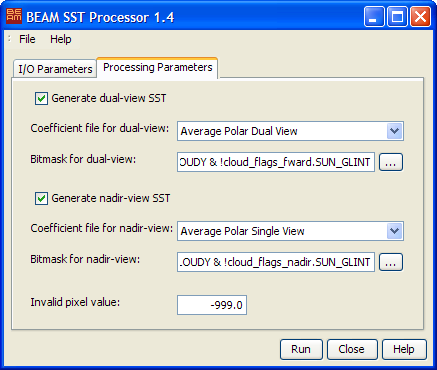 BEAM SST Processor 1.4
File Help
I/O Parameters Processing Parameters
Generate dual-view SST
Coefficient file for dual-view: Average Polar Dual View
Bitmask for dual-view: OUDY & !cloud_flags_fward.SUN_GLINT ...
Generate nadir-view SST
Coefficient file for nadir-view: Average Polar Single View
Bitmask for nadir-view: LOUDY & !cloud_flags_nadir.SUN_GLINT ...
Invalid pixel value: -999.0
Run Close Help